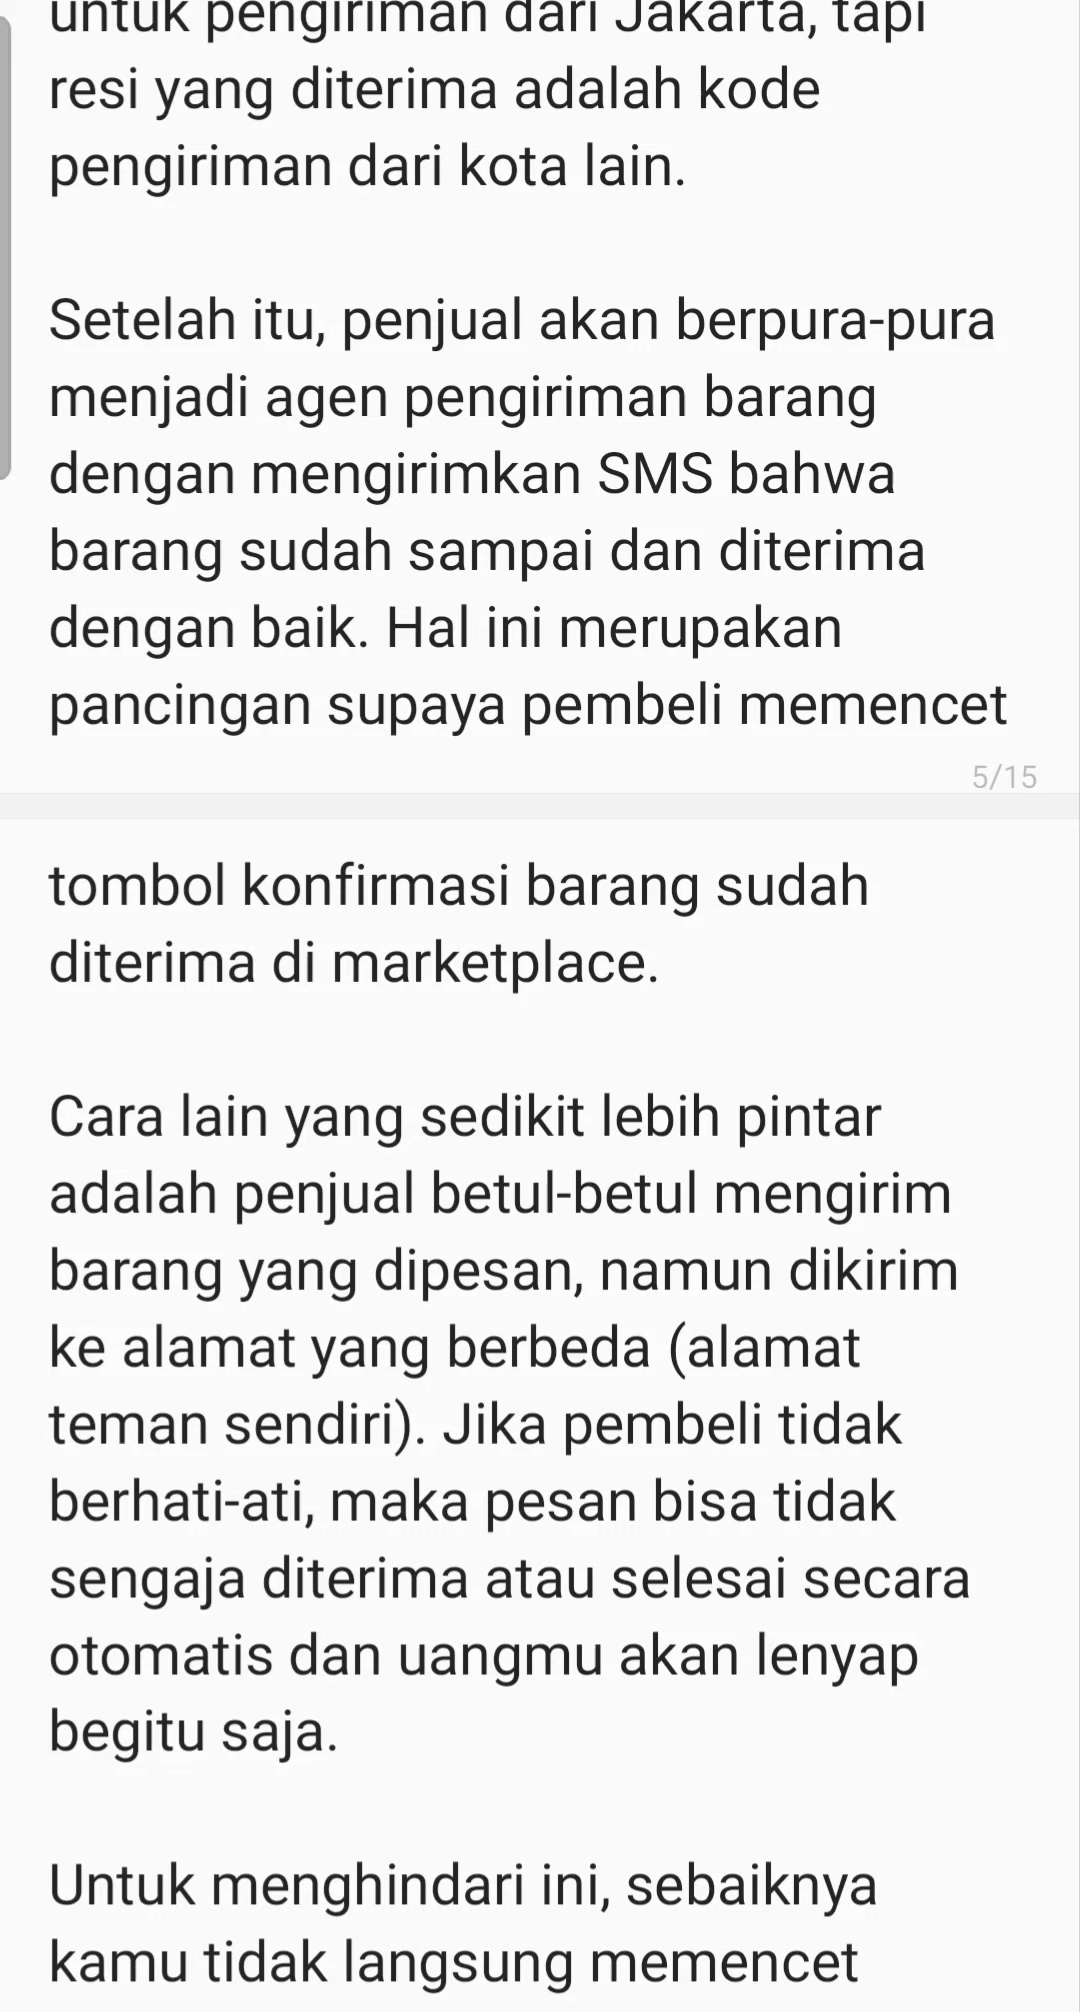 untuk pengiriman dari Jakarta, tapi
resi yang diterima adalah kode
pengiriman dari kota lain.
Setelah itu, penjual akan berpura-pura
menjadi agen pengiriman barang
dengan mengirimkan SMS bahwa
barang sudah sampai dan diterima
dengan baik. Hal ini merupakan
pancingan supaya pembeli memencet
5/15
tombol konfirmasi barang sudah
diterima di marketplace.
Cara lain yang sedikit lebih pintar
adalah penjual betul-betul mengirim
barang yang dipesan, namun dikirim
ke alamat yang berbeda (alamat
teman sendiri). Jika pembeli tidak
berhati-ati, maka pesan bisa tidak
sengaja diterima atau selesai secara
otomatis dan uangmu akan lenyap
begitu saja.
Untuk menghindari ini, sebaiknya
kamu tidak langsung memencet